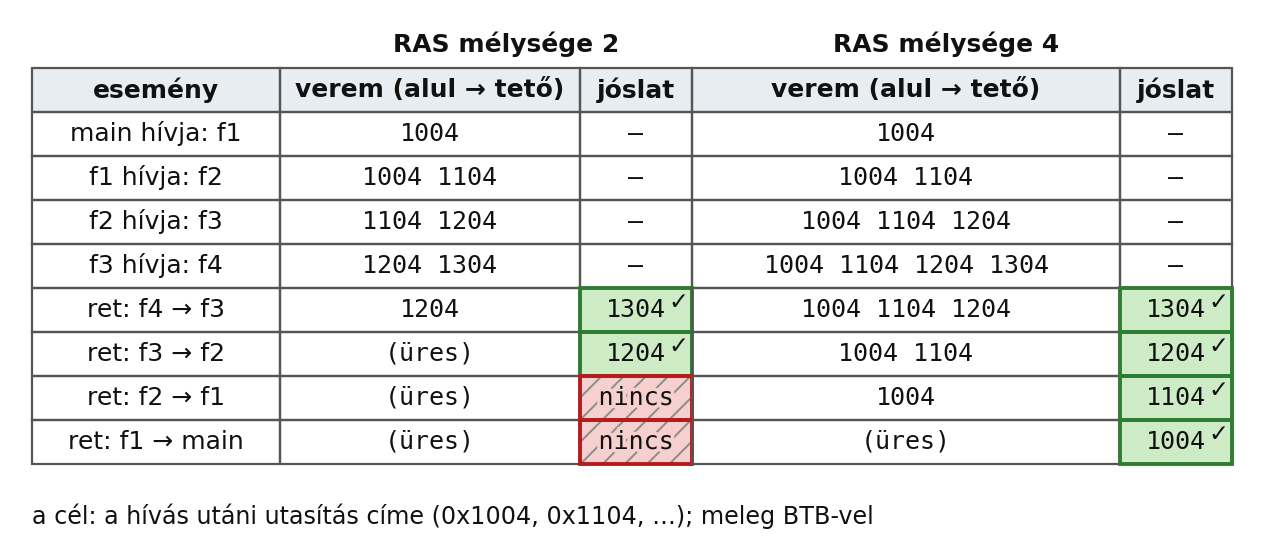 RAS mélysége 2 RAS mélysége 4
esemény verem (alul → tető) jóslat verem (alul → tető) jóslat
main hívja: f1 1004 — 1004 —
f1 hívja: f2 1004 1104 — 1004 1104 —
f2 hívja: f3 1104 1204 — 1004 1104 1204 —
f3 hívja: f4 1204 1304 — 1004 1104 1204 1304 —
ret: f4 → f3 1204 1304 ✓ 1004 1104 1204 1304 ✓
ret: f3 → f2 (üres) 1204 ✓ 1004 1104 1204 ✓
ret: f2 → f1 (üres) nincs 1004 1104 ✓
ret: f1 → main (üres) nincs (üres) 1004 ✓
a cél: a hívás utáni utasítás címe (0x1004, 0x1104, …); meleg BTB-vel